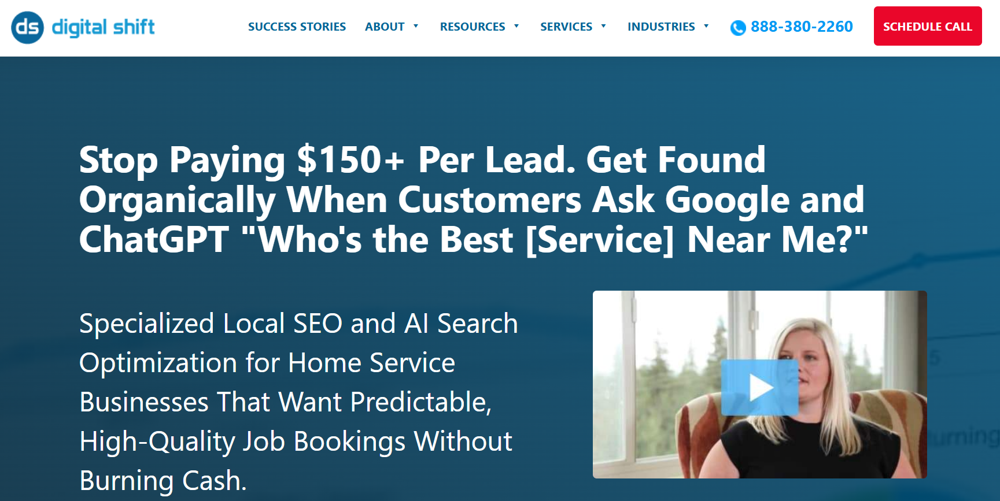 ds digital shift
SUCCESS STORIES ABOUT RESOURCES SERVICES INDUSTRIES 888-380-2260 SCHEDULE CALL
Stop Paying $150+ Per Lead. Get Found
Organically When Customers Ask Google and
ChatGPT "Who's the Best [Service] Near Me?"
Specialized Local SEO and AI Search
Optimization for Home Service
Businesses That Want Predictable,
High-Quality Job Bookings Without
Burning Cash.
5
urning